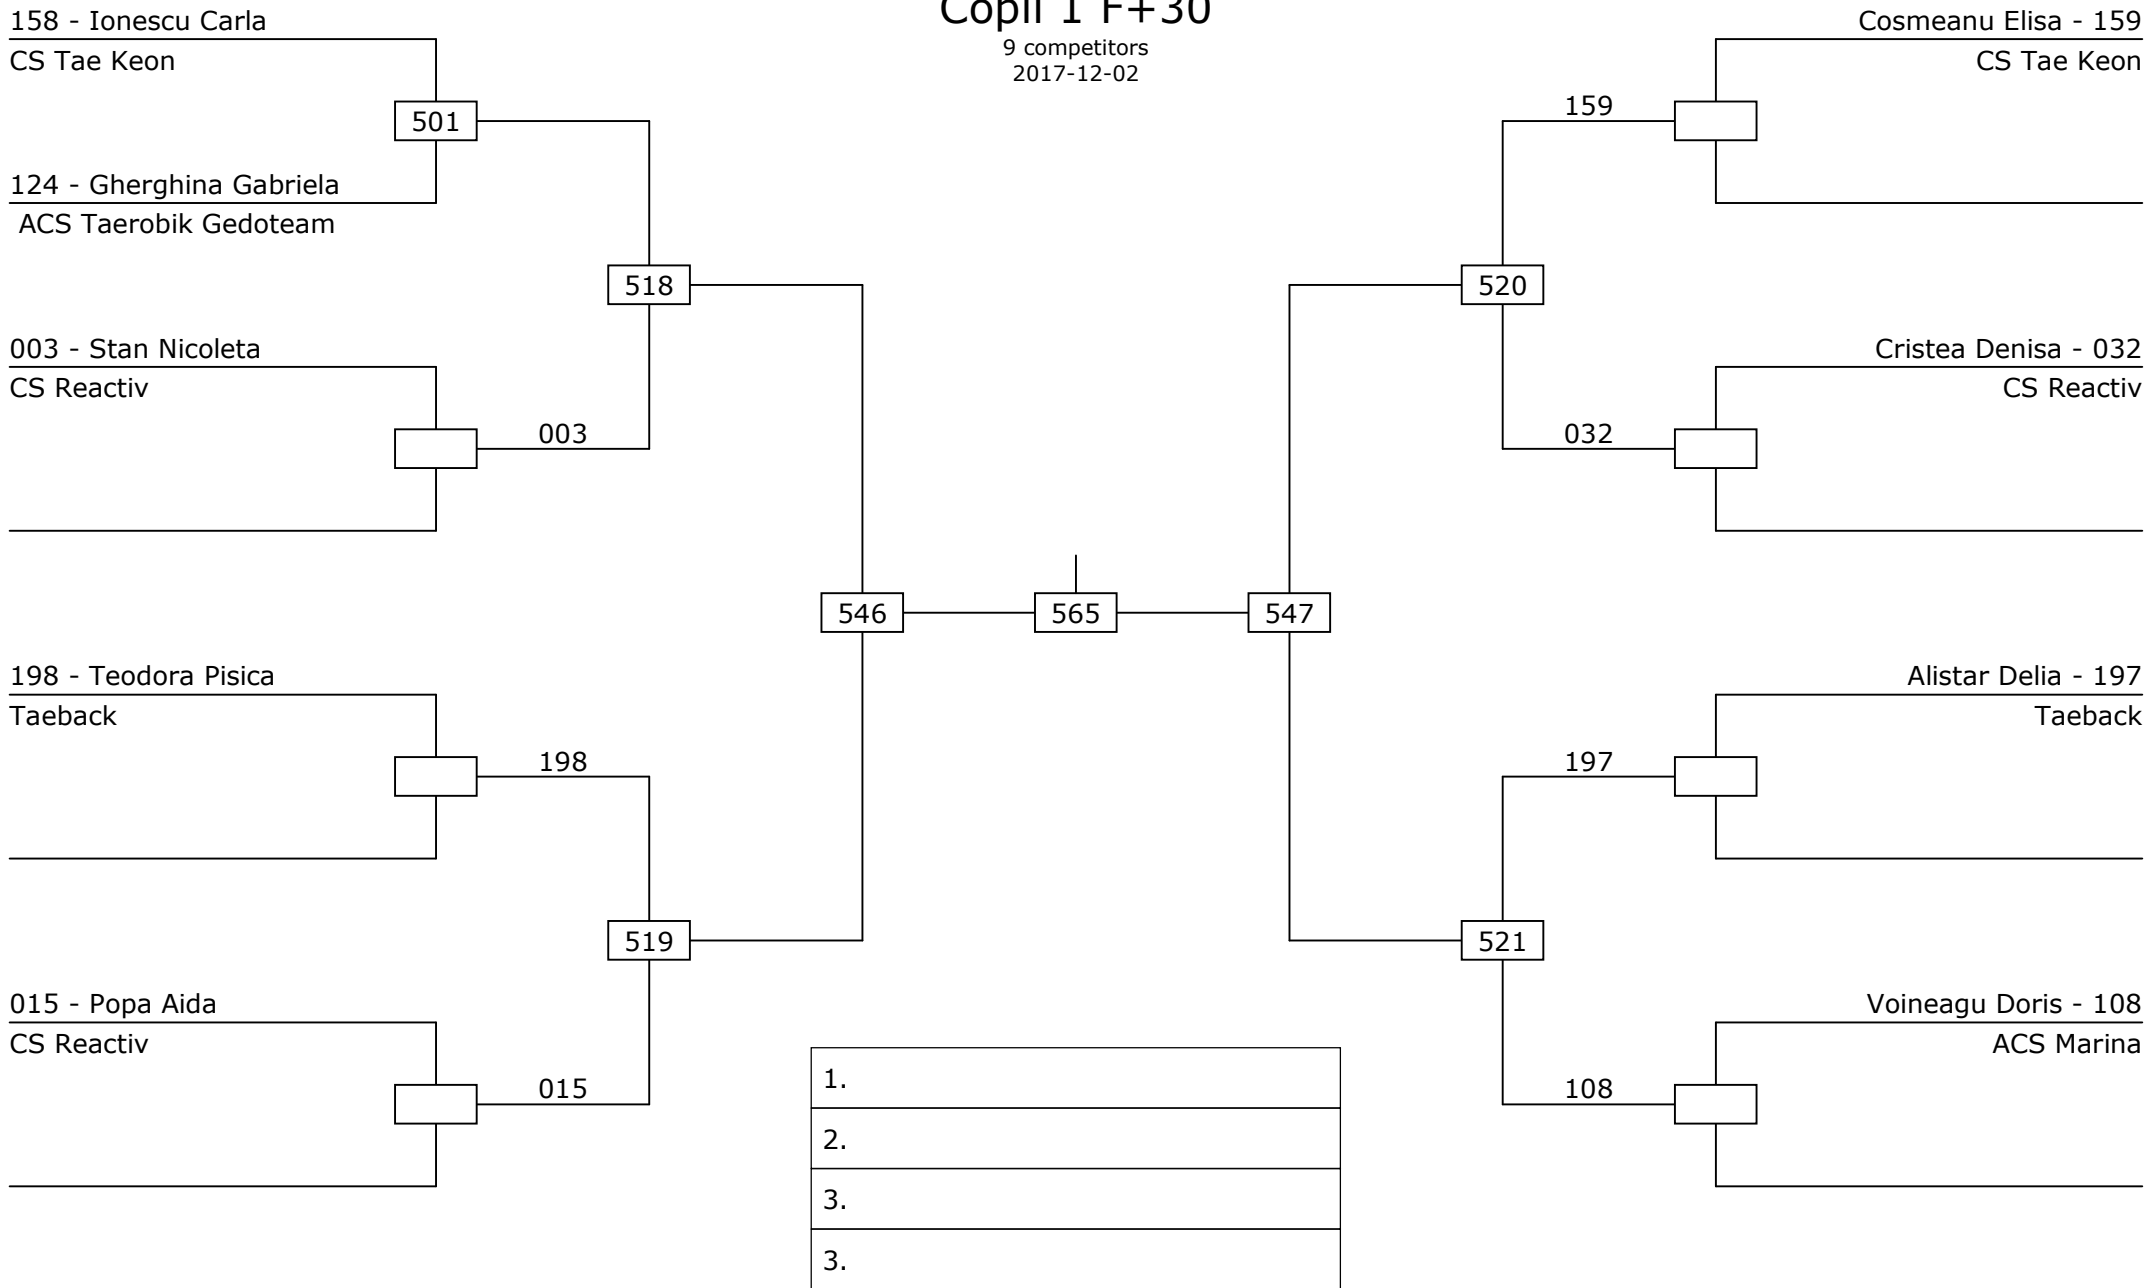 Copii 1 F+30
9 competitors
2017-12-02
158 - Ionescu Carla
CS Tae Keon
501
124 - Gherghina Gabriela
ACS Taerobik Gedoteam
518
003 - Stan Nicoleta
CS Reactiv
003
546
198 - Teodora Pisica
Taeback
198
519
015 - Popa Aida
CS Reactiv
015
565
Cosmeanu Elisa - 159
CS Tae Keon
159
520
Cristea Denisa - 032
CS Reactiv
032
547
Alistar Delia - 197
Taeback
197
521
Voineagu Doris - 108
ACS Marina
108
1.
2.
3.
3.